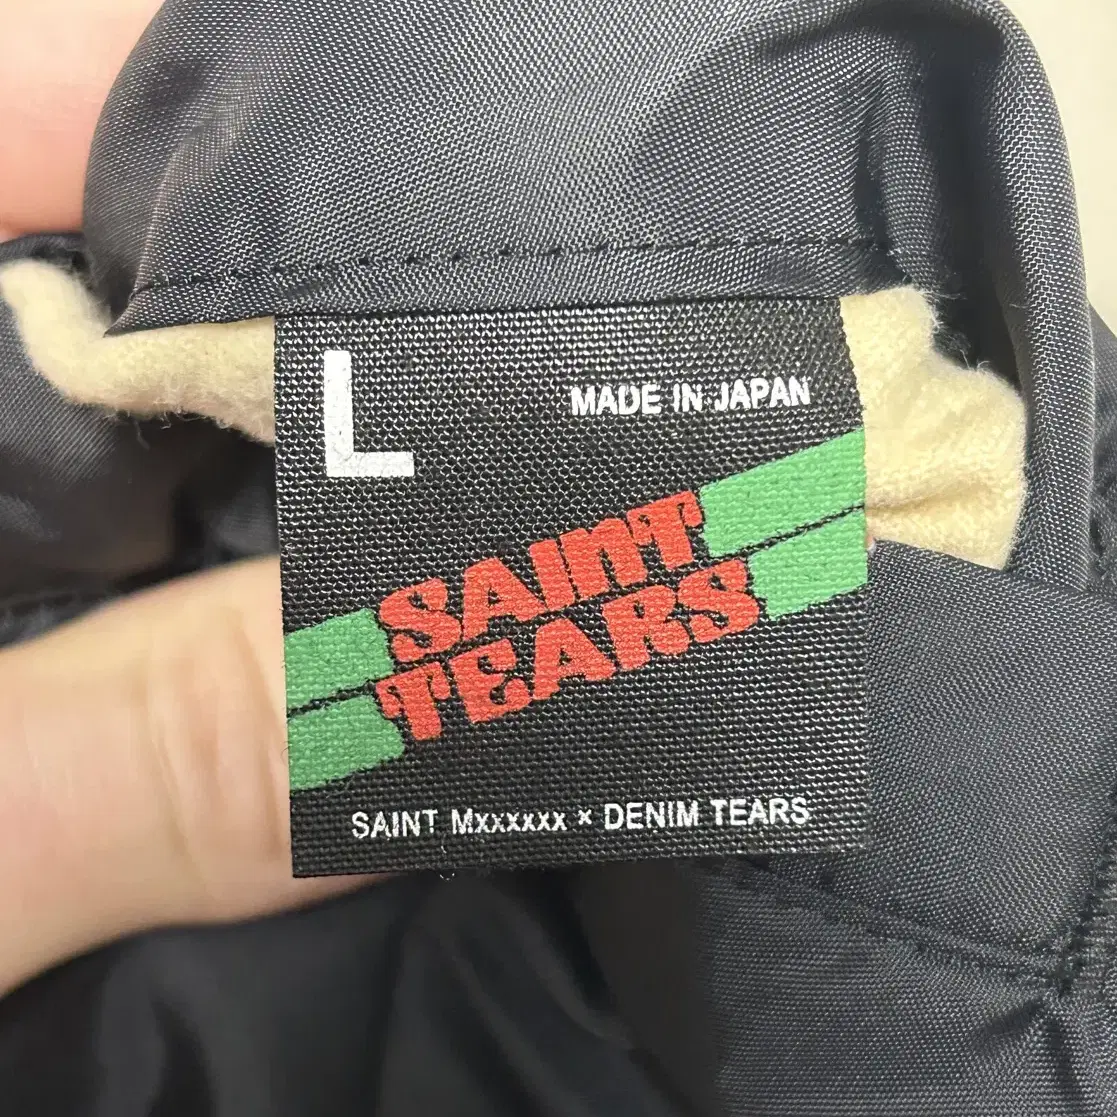 L
MADE IN JAPAN
SAINT
TEARS
SAINT Mxxxxxx × DENIM TEARS